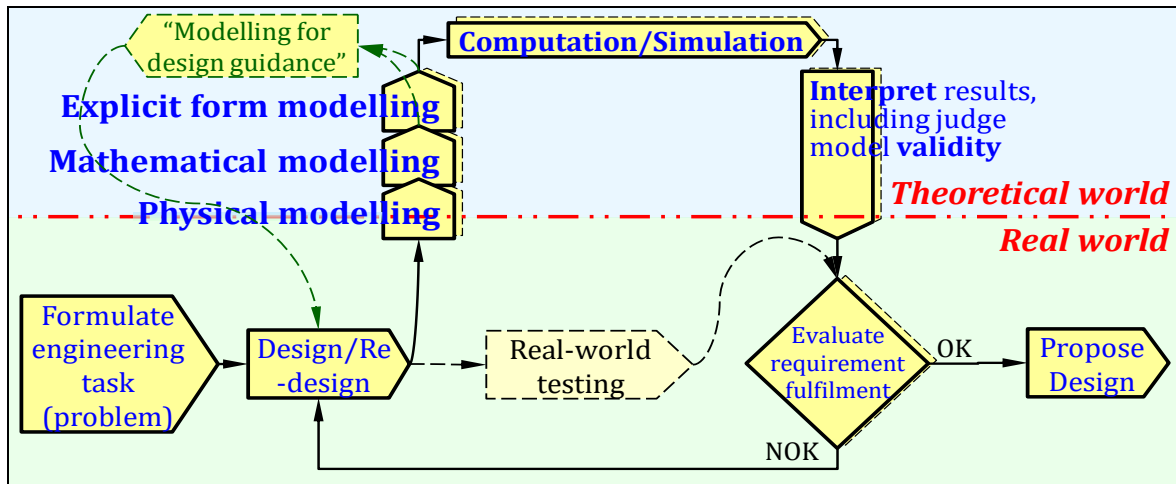 “Modelling for
design guidance”
Computation/Simulation
Explicit form modelling
Mathematical modelling
Physical modelling
Interpret results,
including judge
model validity
Theoretical world
Real world
Formulate
engineering
task
(problem)
Design/Re
-design
Real-world
testing
Evaluate
requirement
fulfilment
OK
NOK
Propose
Design